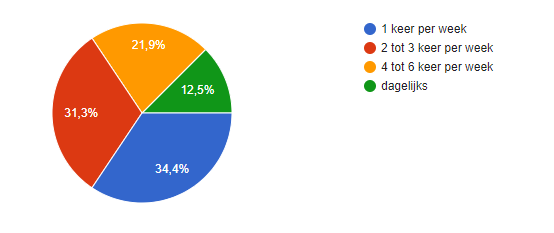 21,9%
12,5%
31,3%
34,4%
1 keer per week
2 tot 3 keer per week
4 tot 6 keer per week
dagelijks